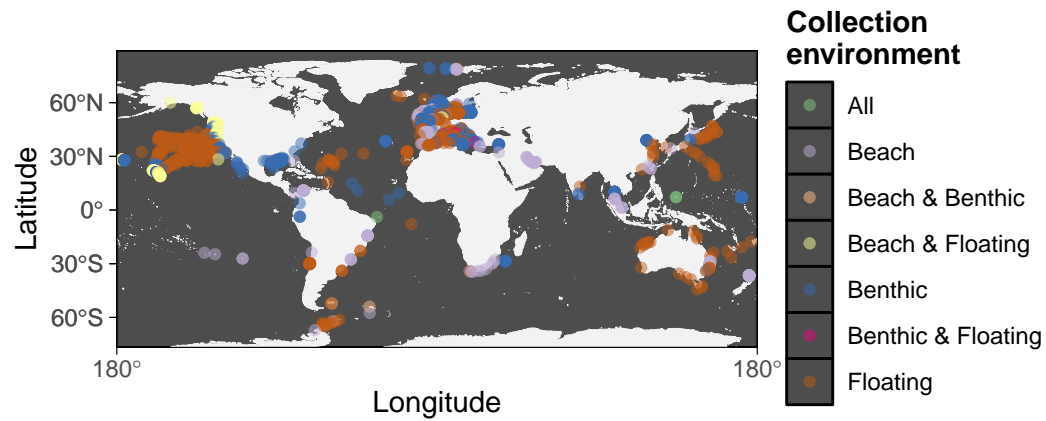 Collection
environment
All
Beach
Beach & Benthic
Beach & Floating
Benthic
Benthic & Floating
Floating
60°N
30°N
0°
30°S
60°S
180°
180°
Latitude
Longitude